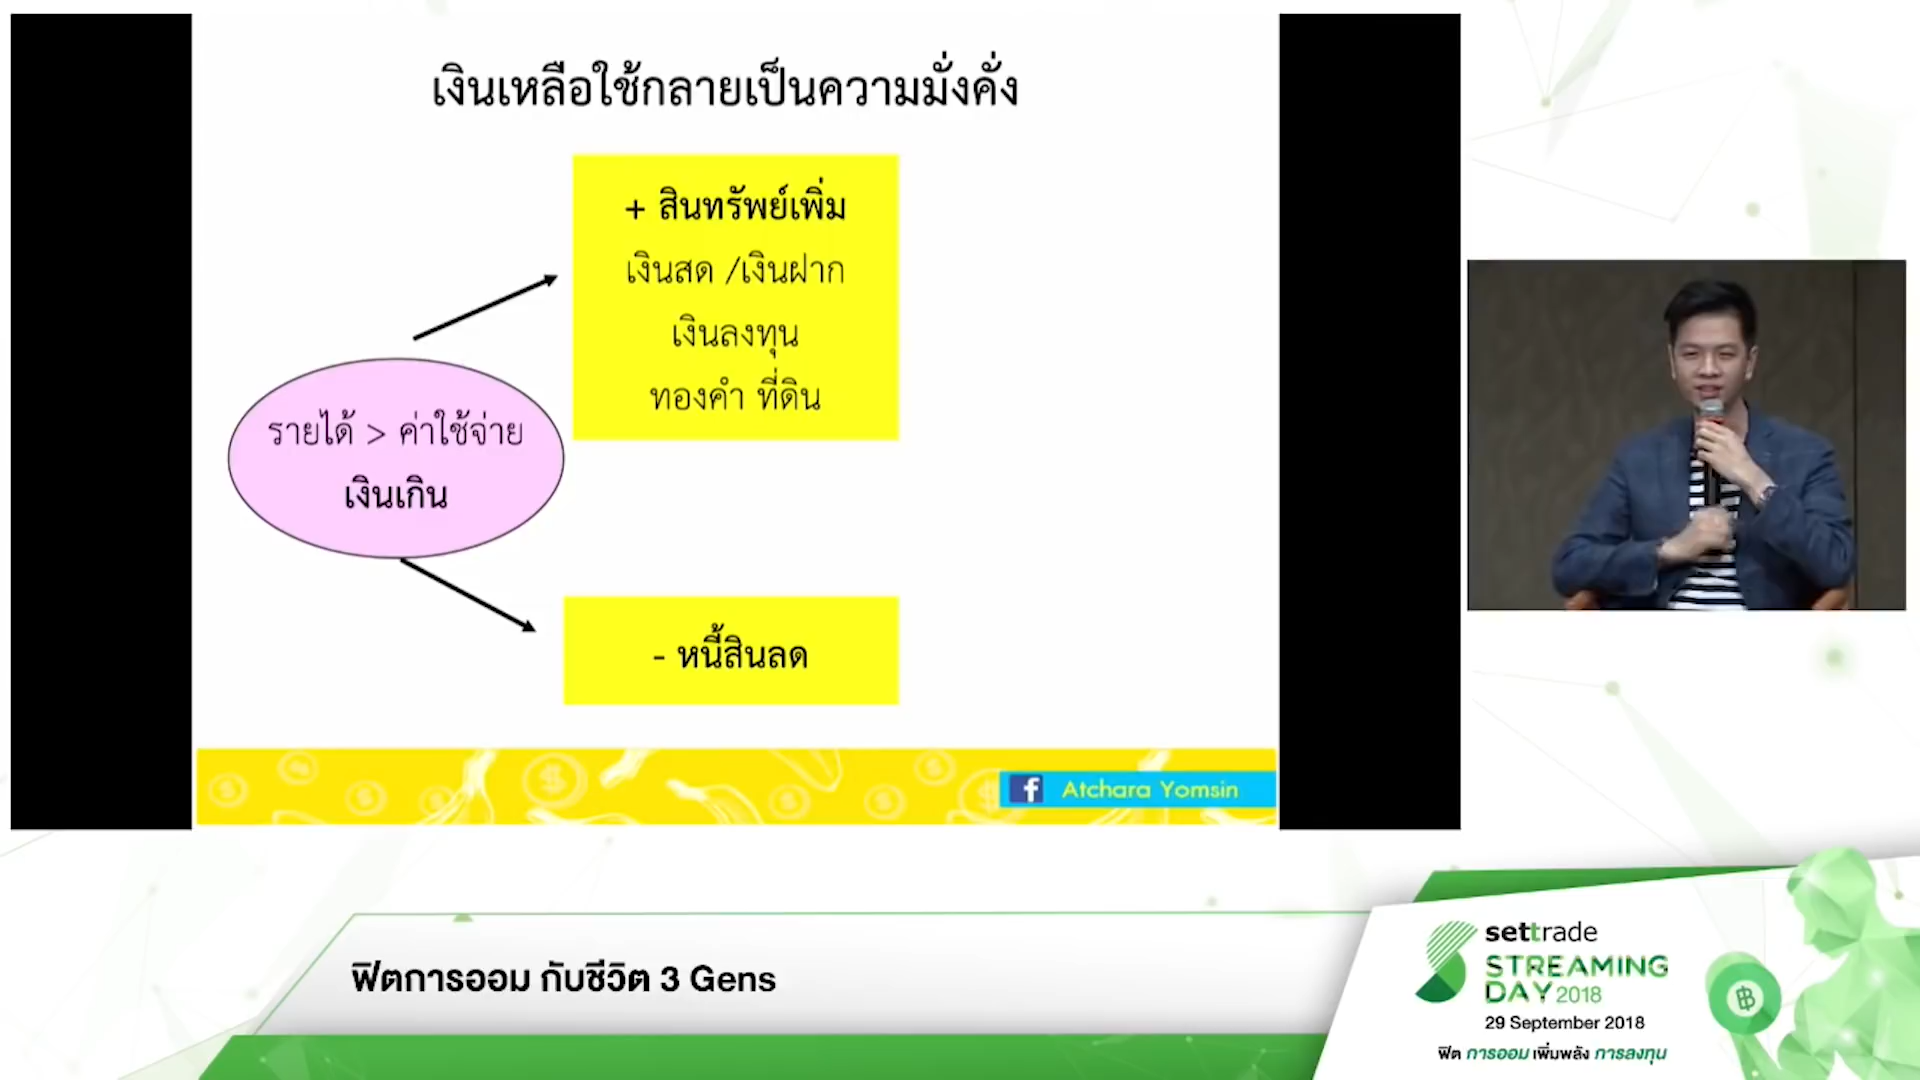 เงินเหลือใช้กลายเป็นความมั่งคั่ง
+ สินทรัพย์เพิ่ม
เงินสด /เงินฝาก
เงินลงทุน
ทองคำ ที่ดิน
รายได้ > ค่าใช้จ่าย
เงินเกิน
- หนี้สินลด
f Atchara Yomsin
ฟิตการออม กับชีวิต 3 Gens
settrade
STREAMING
DAY 2018
29 September 2018
ฟิต การออม เพิ่มพลัง การลงทุน